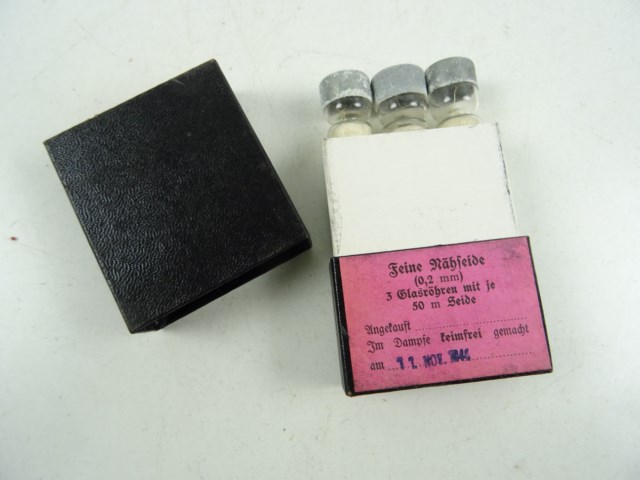 Feine Nähseide
(0,2 mm)
3 Glasröhren mit je
50 m Seide
Angekauft
Im Dampfe keimfrei gemacht
am 11. NOV. 1944